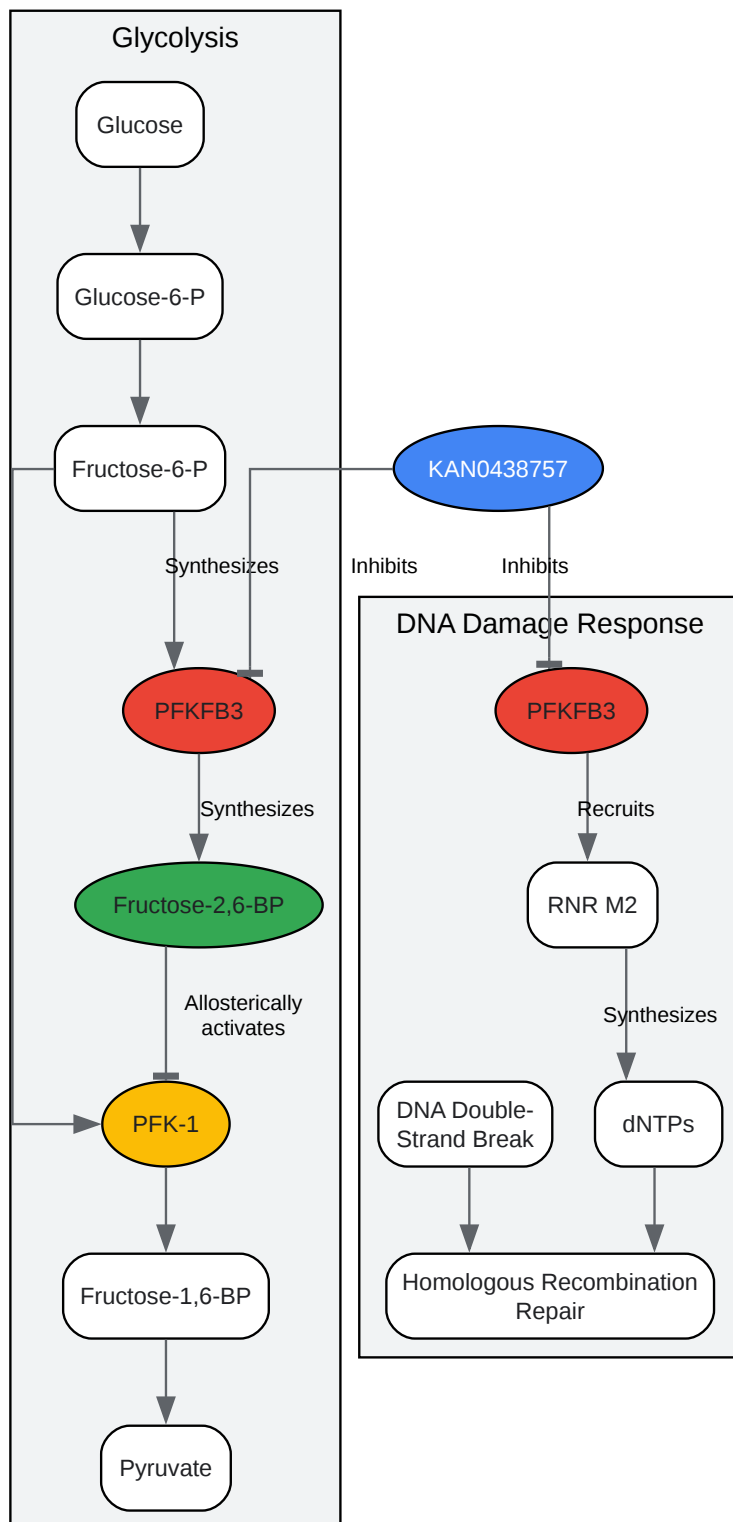 Glycolysis
Glucose
Glucose-6-P
Fructose-6-P
KAN0438757
Synthesizes
Inhibits
Inhibits
DNA Damage Response
PFKFB3
PFKFB3
Synthesizes
Recruits
Fructose-2,6-BP
RNR M2
Allosterically
activates
Synthesizes
PFK-1
DNA Double-
Strand Break
dNTPs
Fructose-1,6-BP
Homologous Recombination
Repair
Pyruvate